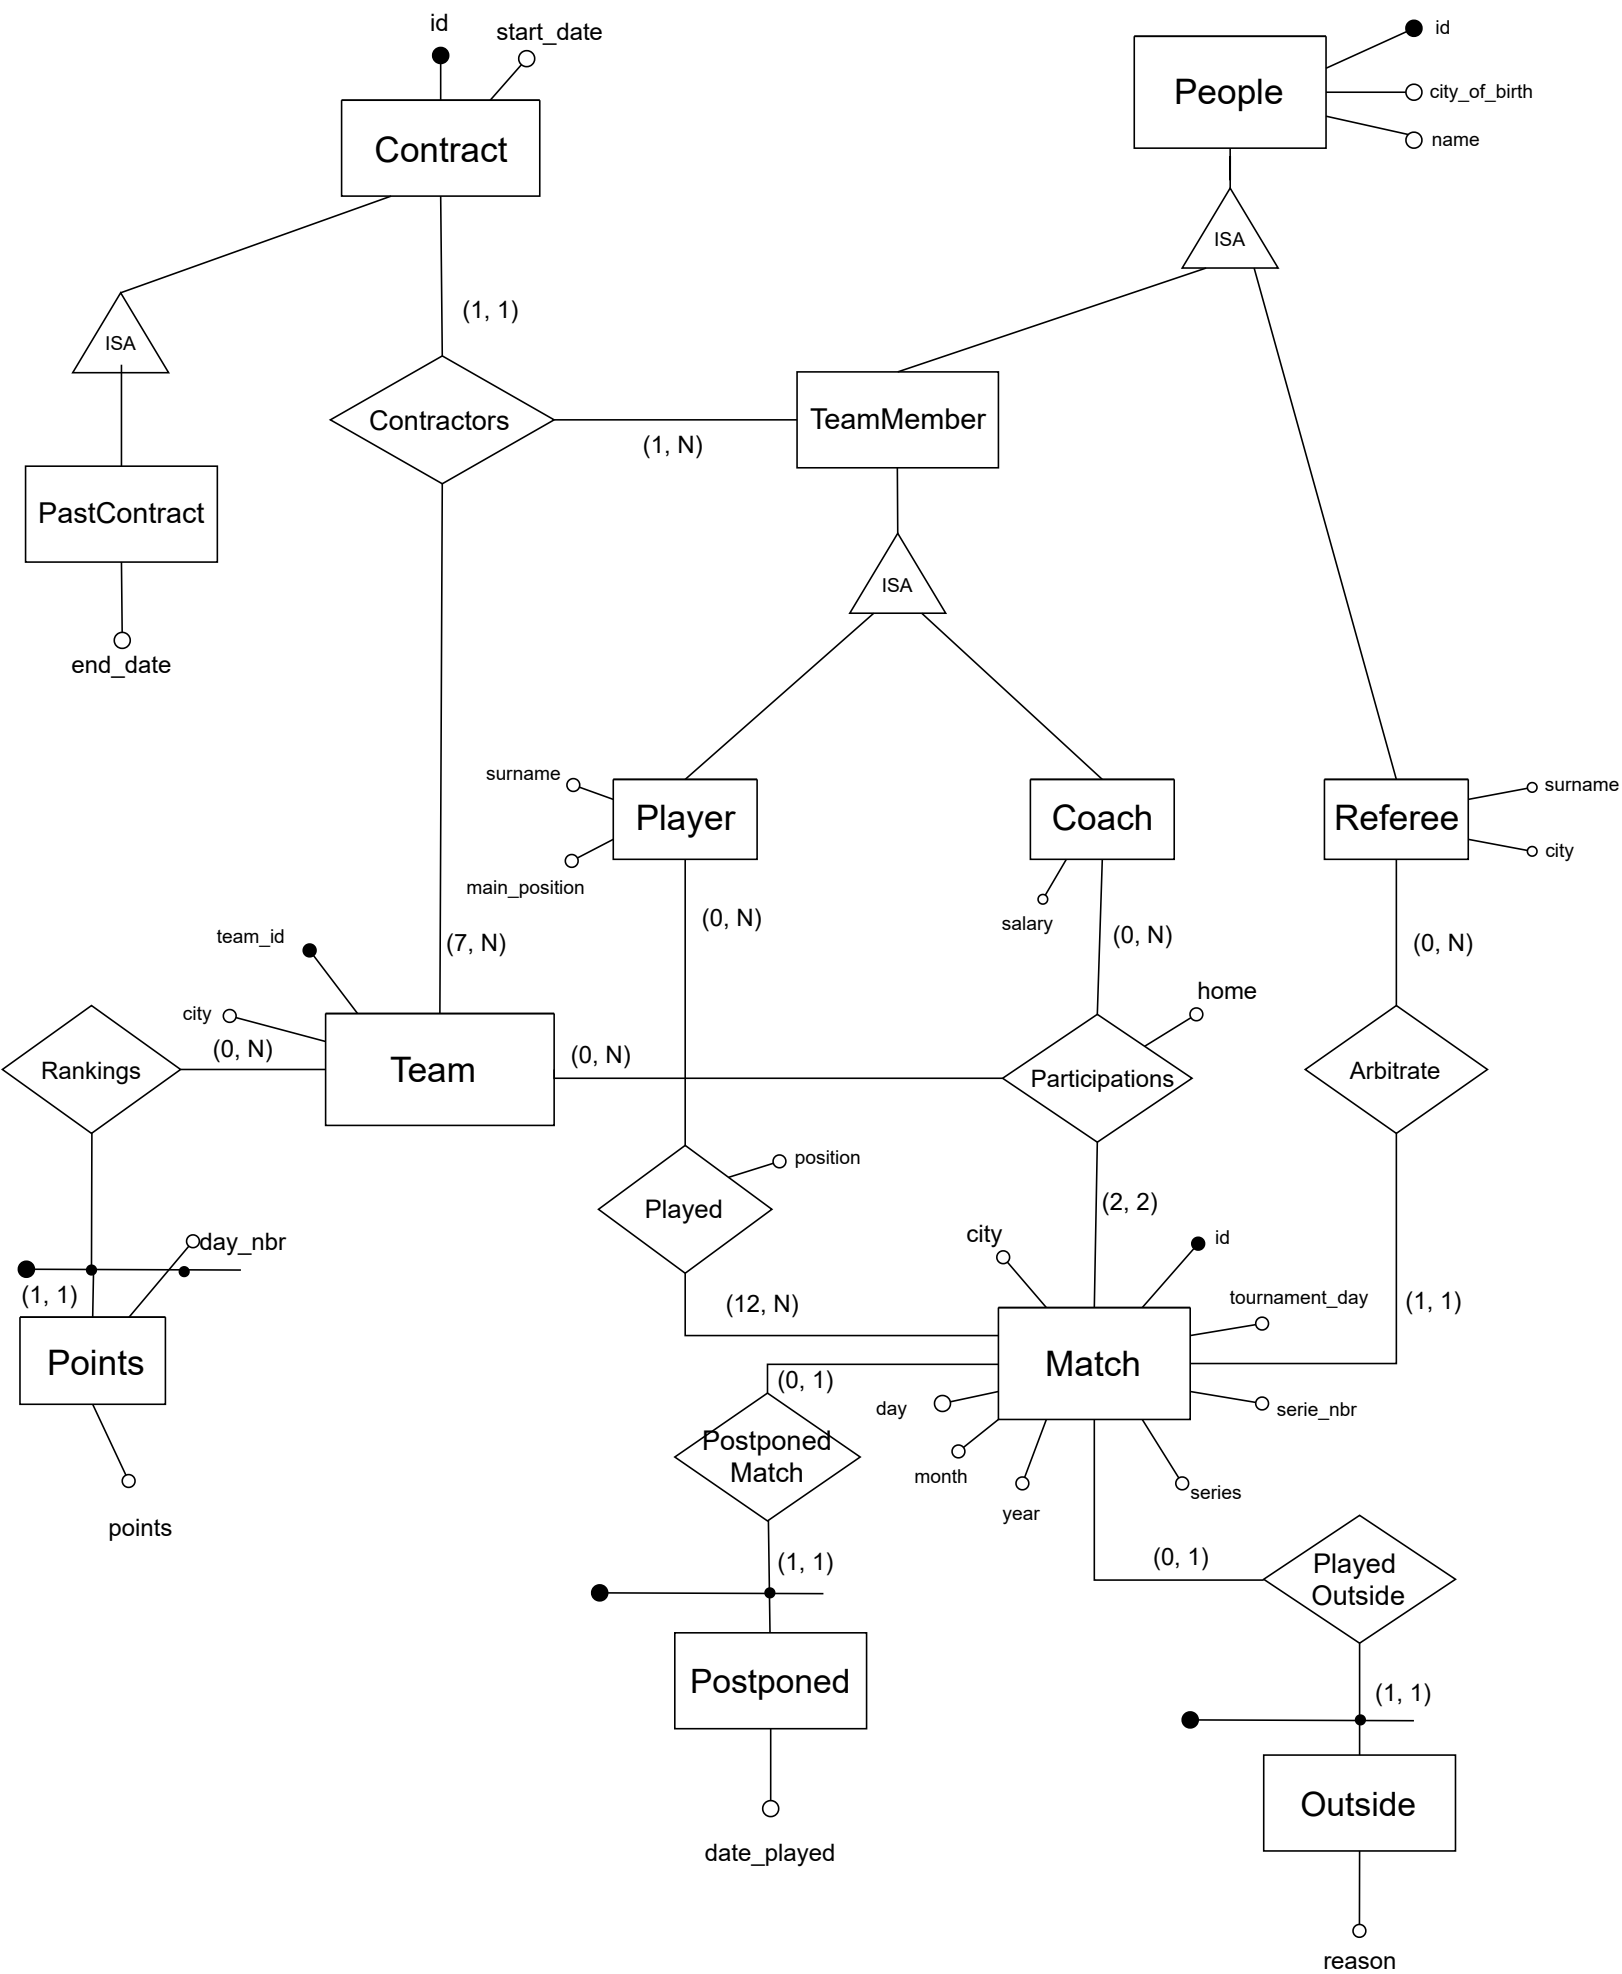 id
start_date
Contract
id
People
city_of_birth
name
ISA
ISA
(1, 1)
Contractors
(1, N)
TeamMember
PastContract
ISA
end_date
surname
Player
main_position
Coach
salary
Referee
surname
city
(0, N)
(0, N)
(0, N)
(7, N)
team_id
city
(0, N)
Rankings
Team
(0, N)
home
Participations
Arbitrate
position
Played
(2, 2)
day_nbr
(1, 1)
Points
points
city
id
tournament_day
(12, N)
(1, 1)
Match
(0, 1)
day
serie_nbr
month
year
series
Postponed
Match
(1, 1)
(0, 1)
Played
Outside
Postponed
(1, 1)
date_played
Outside
reason